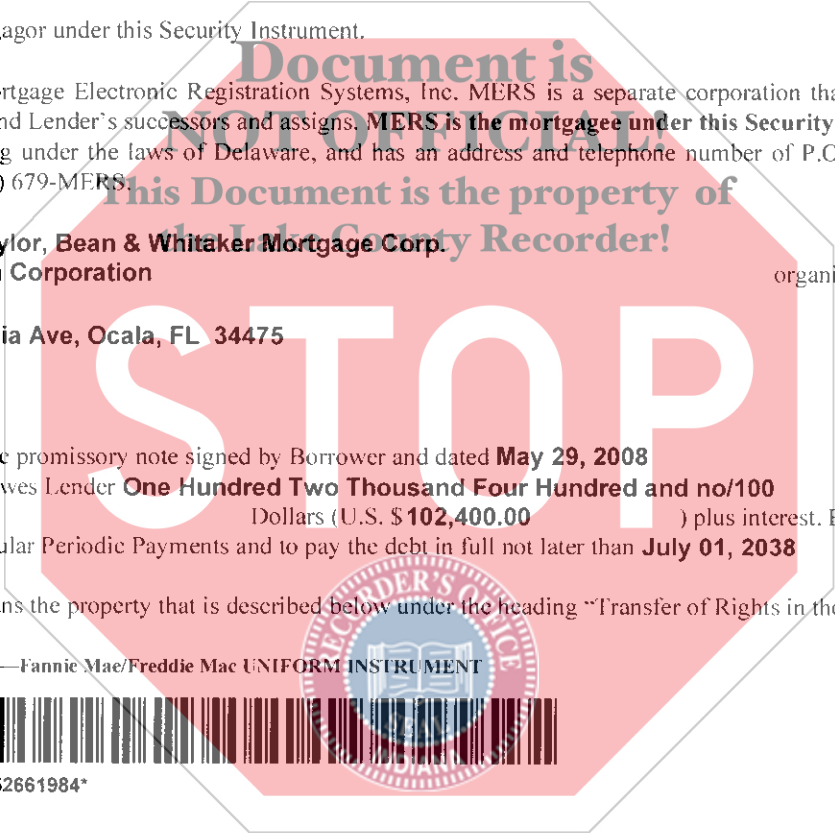 agor under this Security Instrument.
Document is
rtgage Electronic Registration Systems, Inc. MERS is a separate corporation tha
nd Lender's successors and assigns. MERS is the mortgagee under this Security
NOT OFFICIAL!
g under the laws of Delaware, and has an address and telephone number of P.O
) 679-MERS.
This Document is the property of
the Lake County Recorder!
ylor, Bean & Whitaker Mortgage Corp.
Corporation
organi
ia Ave, Ocala, FL 34475
STOP
promissory note signed by Borrower and dated May 29, 2008
wes Lender One Hundred Two Thousand Four Hundred and no/100
Dollars (U.S. $ 102,400.00 ) plus interest.
ular Periodic Payments and to pay the debt in full not later than July 01, 2038
RECORDER'S OFFICE
ns the property that is described below under the heading “Transfer of Rights in the
—Fannie Mae/Freddie Mac UNIFORM INSTRUMENT
SEAL
INDIANA
2661984*